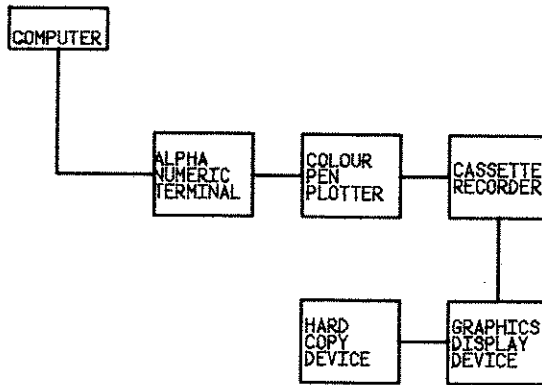 COMPUTER
ALPHA
NUMERIC
TERMINAL
COLOUR
PEN
PLOTTER
CASSETTE
RECORDER
HARD
COPY
DEVICE
GRAPHICS
DISPLAY
DEVICE